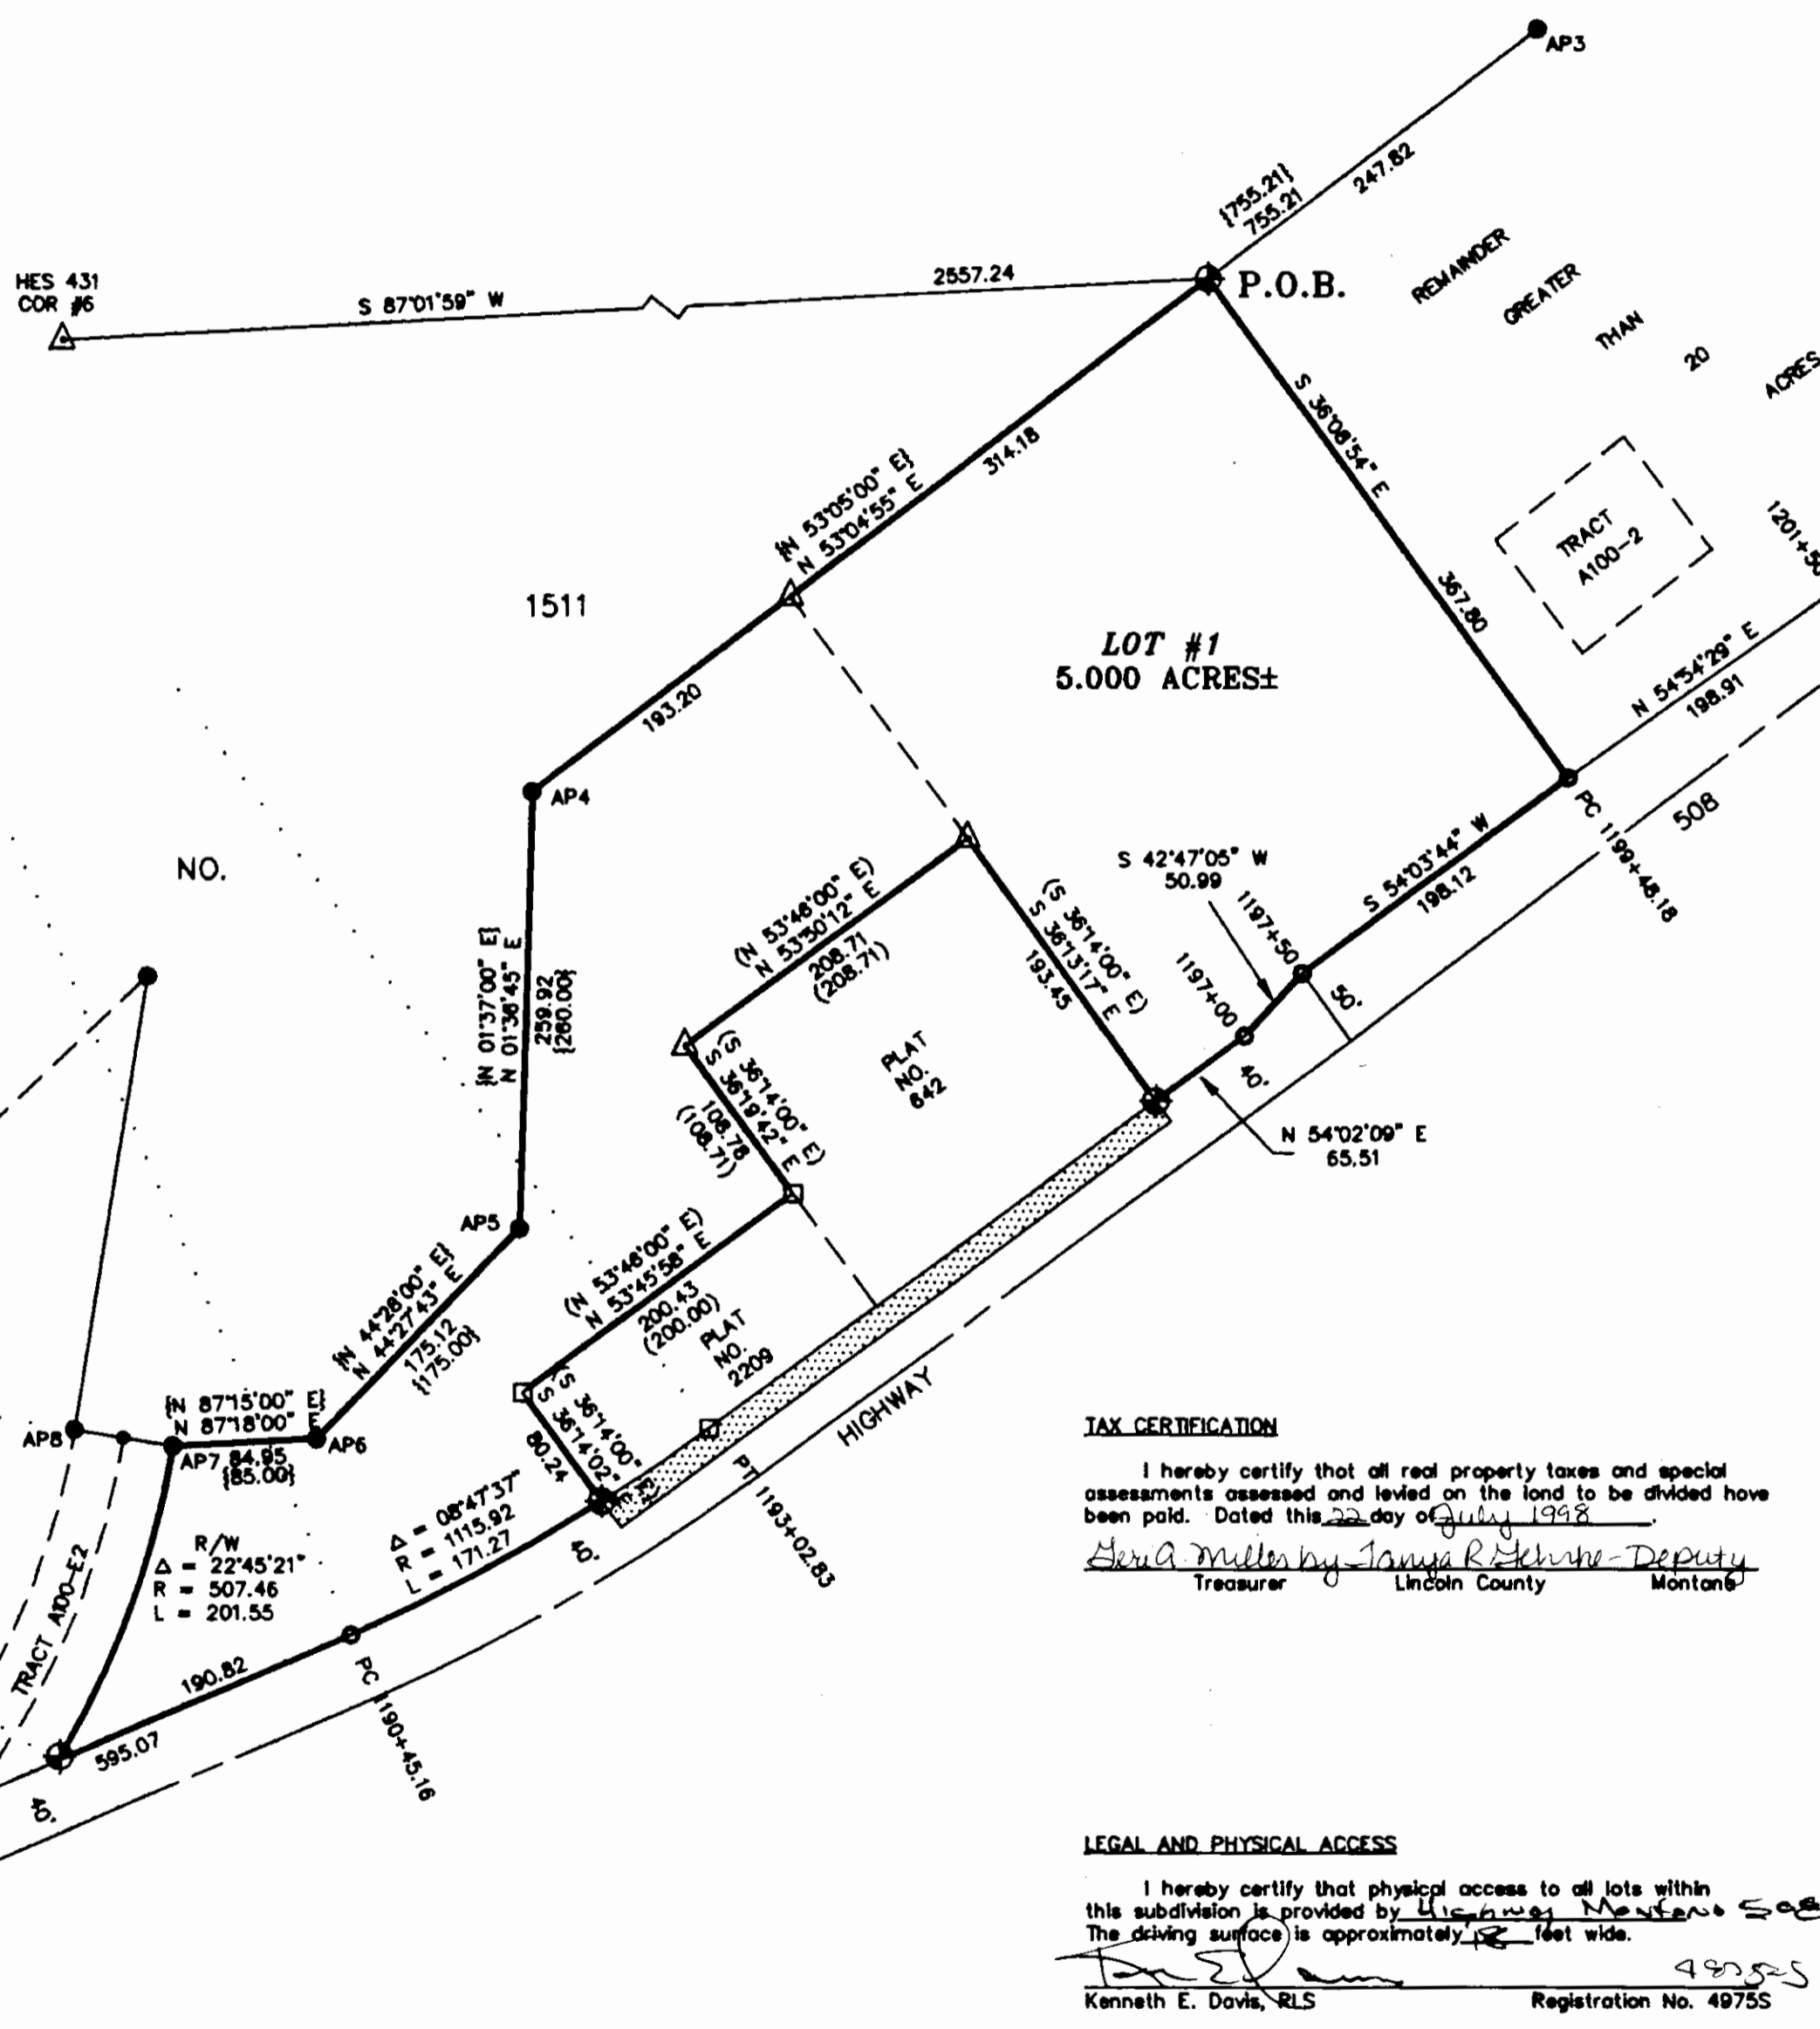 AP3
247.82
{755.21}
755.21
HES 431
COR #6
S 87°01'59" W
2557.24
P.O.B.
REMAINDER
GREATER
THAN
20
ACRES
S 36°08'54" E
367.80
314.18
{N 53°05'00" E}
N 53°04'55" E
TRACT
A100-2
1511
LOT #1
5.000 ACRES±
193.20
N 54°54'29" E
198.91
AP4
PC 1199+48.18
508
NO.
S 54°03'44" W
198.12
S 42°47'05" W
50.99
1197+50
1197+00
50'
40'
(N 53°46'00" E)
N 53°50'12" E
208.71
(208.71)
(S 36°14'00" E)
S 36°13'17" E
193.45
{N 01°37'00" E}
N 01°36'45" E
259.92
{260.00}
PLAT
NO.
642
(S 36°14'00" E)
S 36°19'42" E
108.78
(108.71)
N 54°02'09" E
65.51
AP5
(N 53°46'00" E)
N 53°45'58" E
200.43
(200.00)
PLAT
NO.
2209
{N 44°28'00" E}
N 44°27'43" E
175.12
{175.00}
(S 36°14'00" E)
S 36°14'02" E
80.24
HIGHWAY
{N 87°15'00" E}
N 87°18'00" E
84.95
{85.00}
AP8
AP7
AP6
PT 1193+02.83
Δ = 08°47'37"
R = 1115.92
L = 171.27
40'
R/W
Δ = 22°45'21"
R = 507.46
L = 201.55
TRACT A100-E2
190.82
595.07
PC 1190+45.16
40'
TAX CERTIFICATION
I hereby certify that all real property taxes and special
assessments assessed and levied on the land to be divided have
been paid. Dated this 22 day of July 1998.
Geri A. Miller by Tanya R - Deputy
Treasurer Lincoln County Montana
LEGAL AND PHYSICAL ACCESS
I hereby certify that physical access to all lots within
this subdivision is provided by Highway Montana 508
The driving surface is approximately feet wide.
4975-S
Kenneth E. Davis, RLS Registration No. 4975S